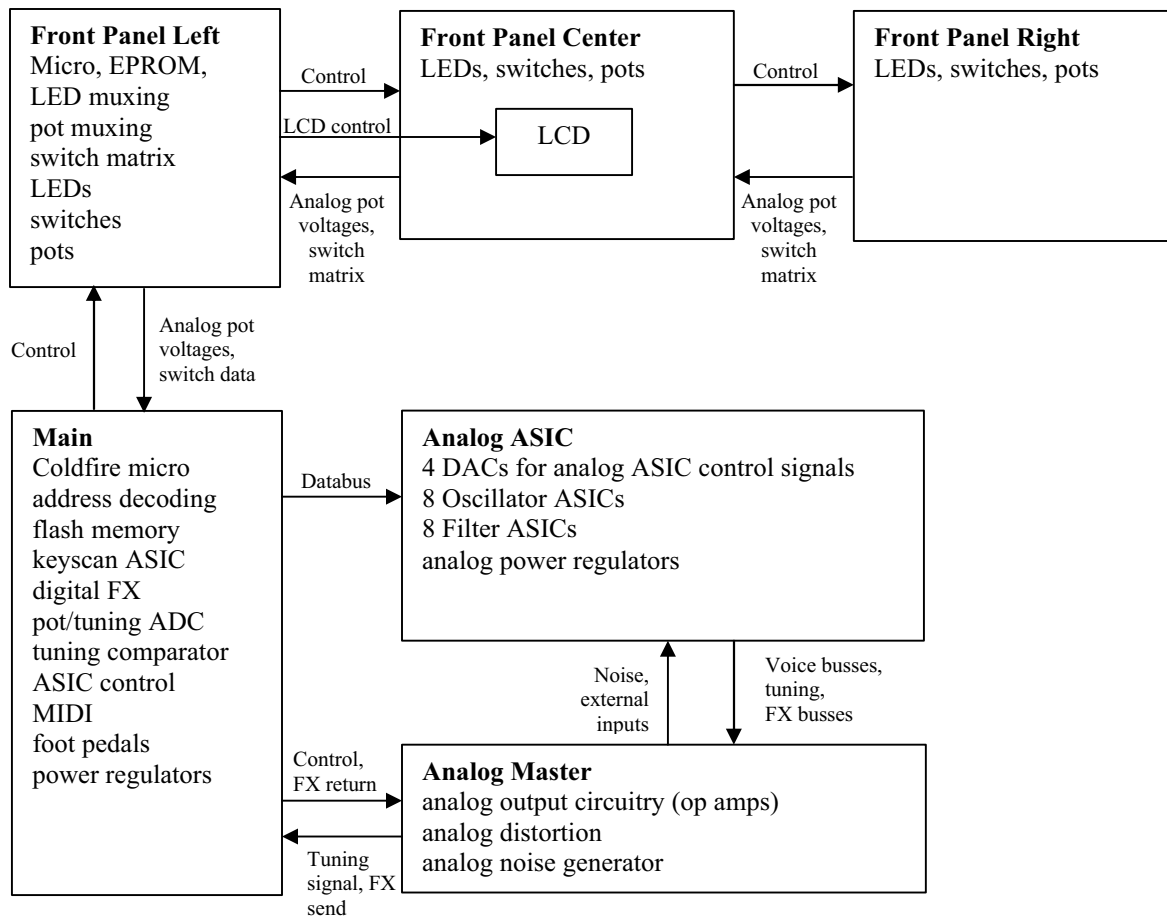 Front Panel Left
Micro, EPROM,
LED muxing
pot muxing
switch matrix
LEDs
switches
pots
Control
LCD control
Analog pot
voltages,
switch
matrix
Front Panel Center
LEDs, switches, pots
LCD
Control
Analog pot
voltages,
switch
matrix
Front Panel Right
LEDs, switches, pots
Control
Analog pot
voltages,
switch data
Main
Coldfire micro
address decoding
flash memory
keyscan ASIC
digital FX
pot/tuning ADC
tuning comparator
ASIC control
MIDI
foot pedals
power regulators
Databus
Analog ASIC
4 DACs for analog ASIC control signals
8 Oscillator ASICs
8 Filter ASICs
analog power regulators
Noise,
external
inputs
Voice busses,
tuning,
FX busses
Control,
FX return
Tuning
signal, FX
send
Analog Master
analog output circuitry (op amps)
analog distortion
analog noise generator